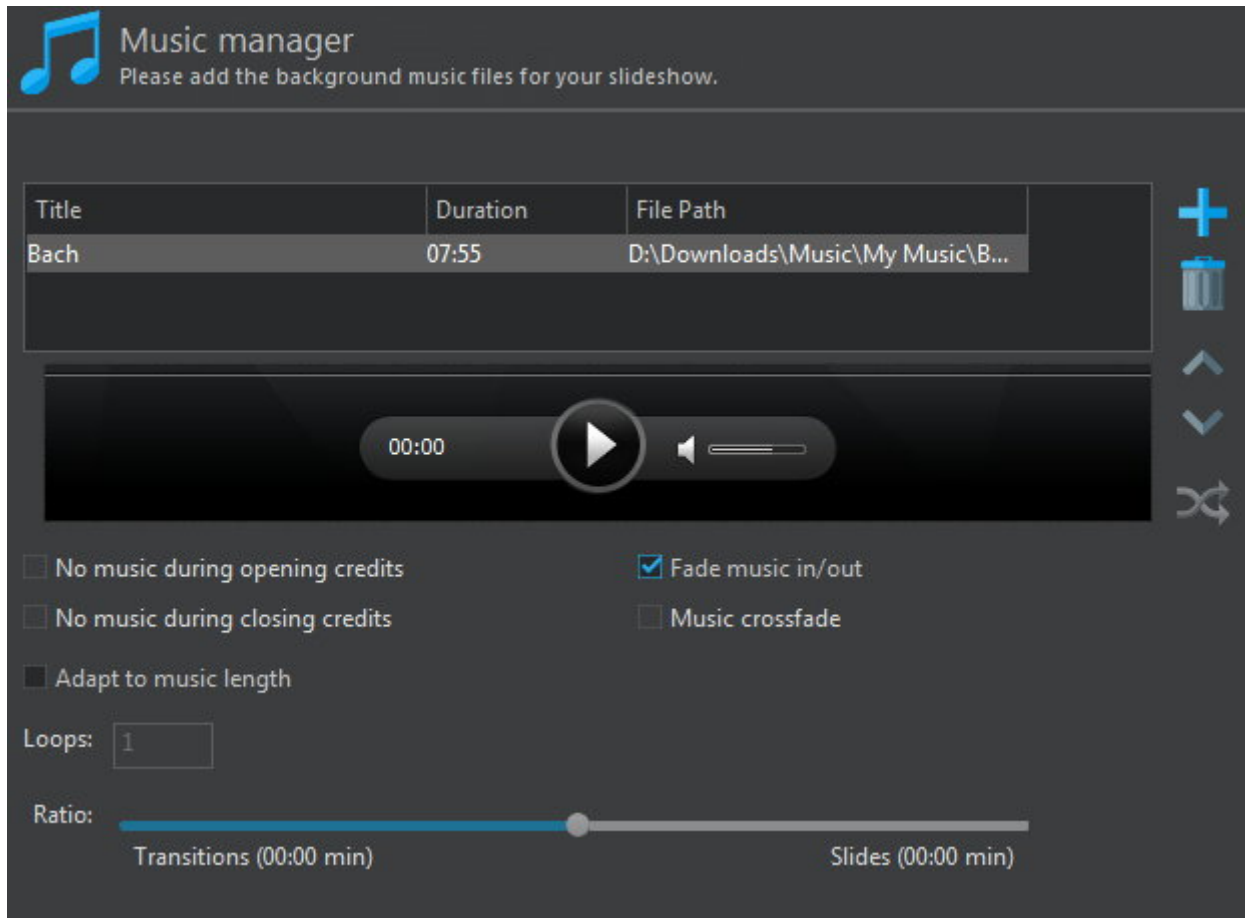 Music manager
Please add the background music files for your slideshow.
Title Duration File Path
Bach 07:55 D:\Downloads\Music\My Music\B...
00:00
No music during opening credits Fade music in/out
No music during closing credits Music crossfade
Adapt to music length
Loops: 1
Ratio:
Transitions (00:00 min) Slides (00:00 min)